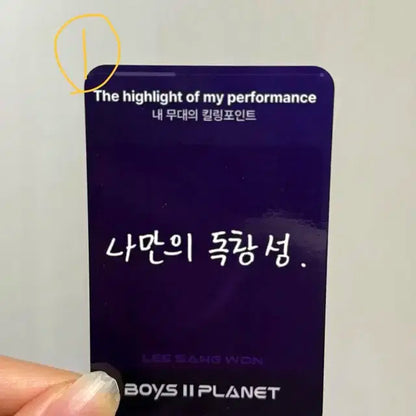 1
The highlight of my performance
내 무대의 킬링포인트
나만의 독창성.
LEE SANG WON
BOYS II PLANET